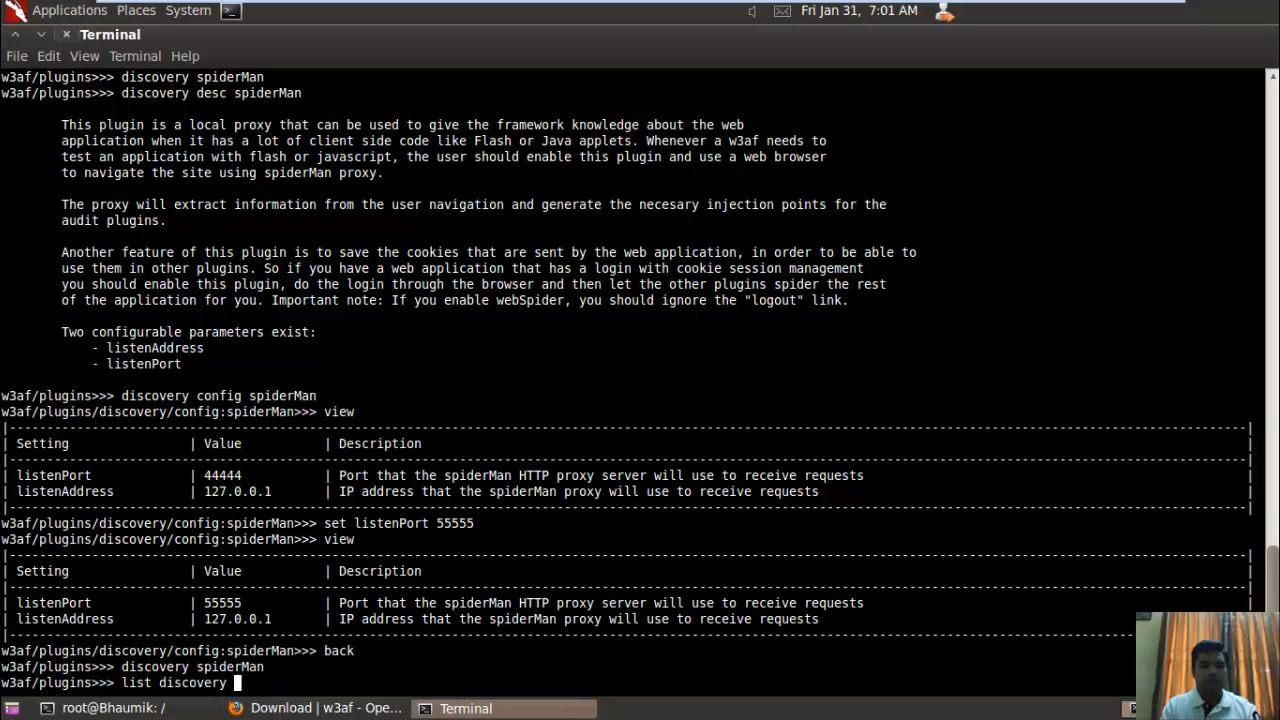 Applications Places System Fri Jan 31, 7:01 AM
Terminal
File Edit View Terminal Help
w3af/plugins>>> discovery spiderMan
w3af/plugins>>> discovery desc spiderMan
This plugin is a local proxy that can be used to give the framework knowledge about the web
application when it has a lot of client side code like Flash or Java applets. Whenever a w3af needs to
test an application with flash or javascript, the user should enable this plugin and use a web browser
to navigate the site using spiderMan proxy.
The proxy will extract information from the user navigation and generate the necesary injection points for the
audit plugins.
Another feature of this plugin is to save the cookies that are sent by the web application, in order to be able to
use them in other plugins. So if you have a web application that has a login with cookie session management
you should enable this plugin, do the login through the browser and then let the other plugins spider the rest
of the application for you. Important note: If you enable webSpider, you should ignore the "logout" link.
Two configurable parameters exist:
- listenAddress
- listenPort
w3af/plugins>>> discovery config spiderMan
w3af/plugins/discovery/config:spiderMan>>> view
| Setting | Value | Description |
| listenPort | 44444 | Port that the spiderMan HTTP proxy server will use to receive requests |
| listenAddress | 127.0.0.1 | IP address that the spiderMan proxy will use to receive requests |
w3af/plugins/discovery/config:spiderMan>>> set listenPort 55555
w3af/plugins/discovery/config:spiderMan>>> view
| Setting | Value | Description |
| listenPort | 55555 | Port that the spiderMan HTTP proxy server will use to receive requests |
| listenAddress | 127.0.0.1 | IP address that the spiderMan proxy will use to receive requests
w3af/plugins/discovery/config:spiderMan>>> back
w3af/plugins>>> discovery spiderMan
w3af/plugins>>> list discovery
root@Bhaumik: / Download | w3af - Ope... Terminal